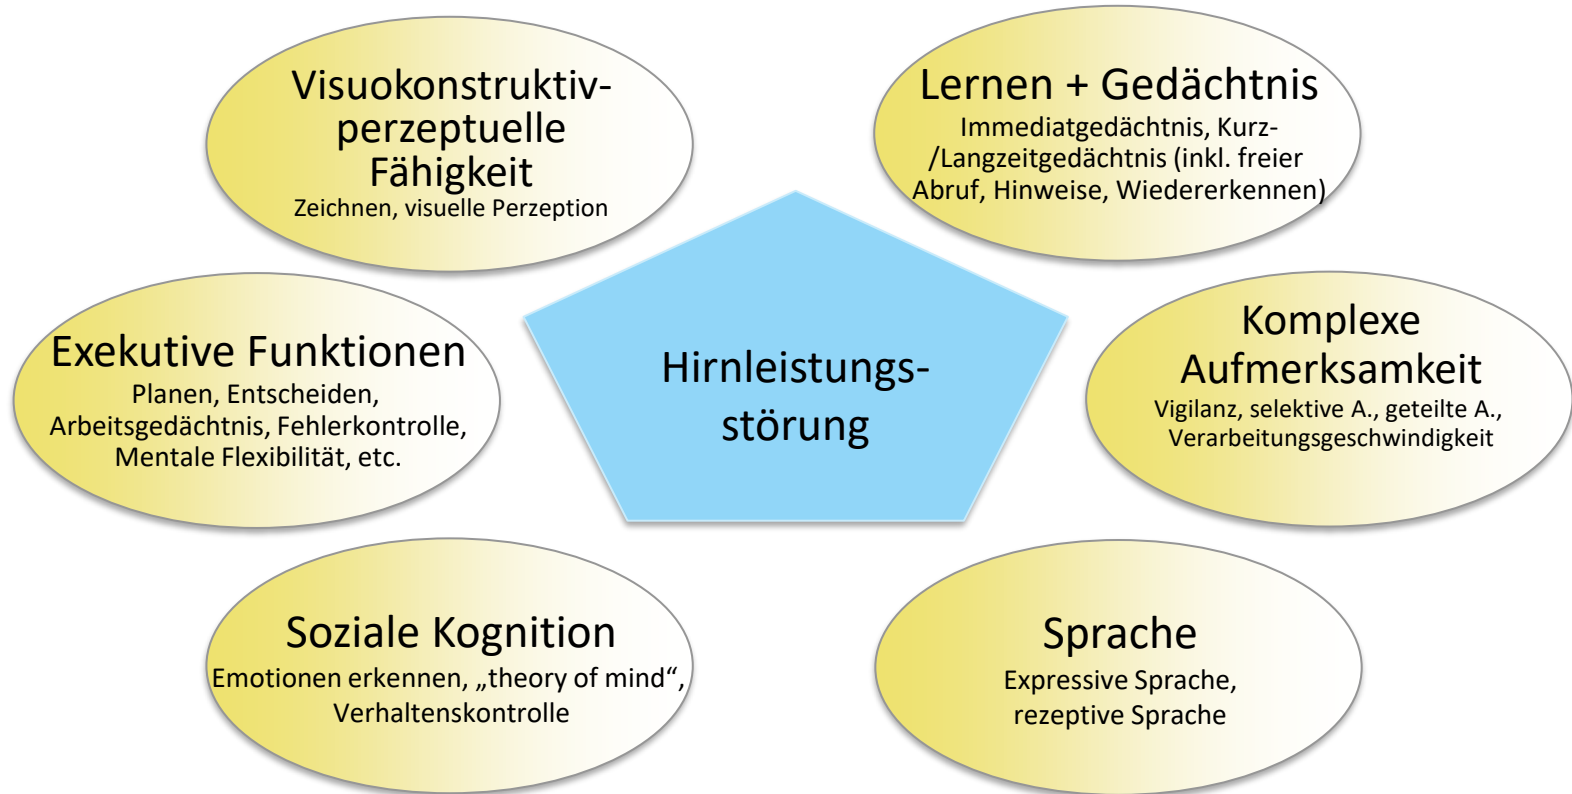 Visuokonstruktiv-
perzeptuelle
Fähigkeit
Zeichnen, visuelle Perzeption
Lernen + Gedächtnis
Immediatgedächtnis, Kurz-
/Langzeitgedächtnis (inkl. freier
Abruf, Hinweise, Wiedererkennen)
Exekutive Funktionen
Planen, Entscheiden,
Arbeitsgedächtnis, Fehlerkontrolle,
Mentale Flexibilität, etc.
Hirnleistungs-
störung
Komplexe
Aufmerksamkeit
Vigilanz, selektive A., geteilte A.,
Verarbeitungsgeschwindigkeit
Soziale Kognition
Emotionen erkennen, „theory of mind“,
Verhaltenskontrolle
Sprache
Expressive Sprache,
rezeptive Sprache